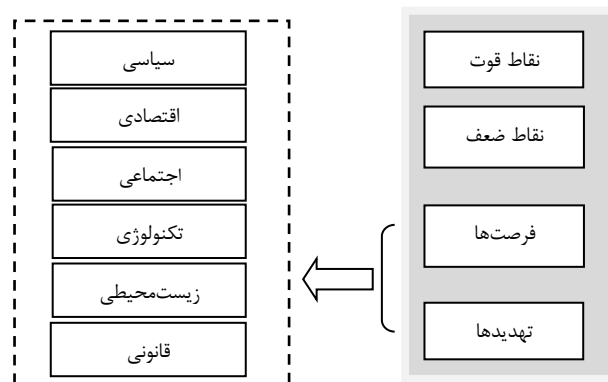 نقاط قوت
نقاط ضعف
فرصت‌ها
تهدیدها
سیاسی
اقتصادی
اجتماعی
تکنولوژی
زیست‌محیطی
قانونی